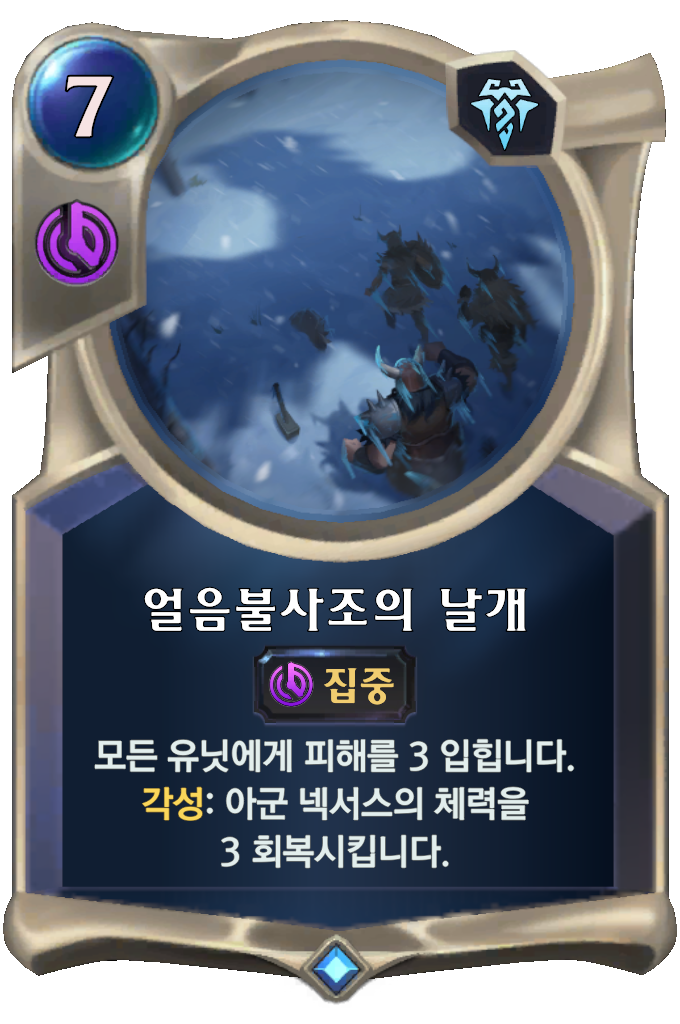 7
얼음불사조의 날개
집중
모든 유닛에게 피해를 3 입힙니다.
각성: 아군 넥서스의 체력을
3 회복시킵니다.